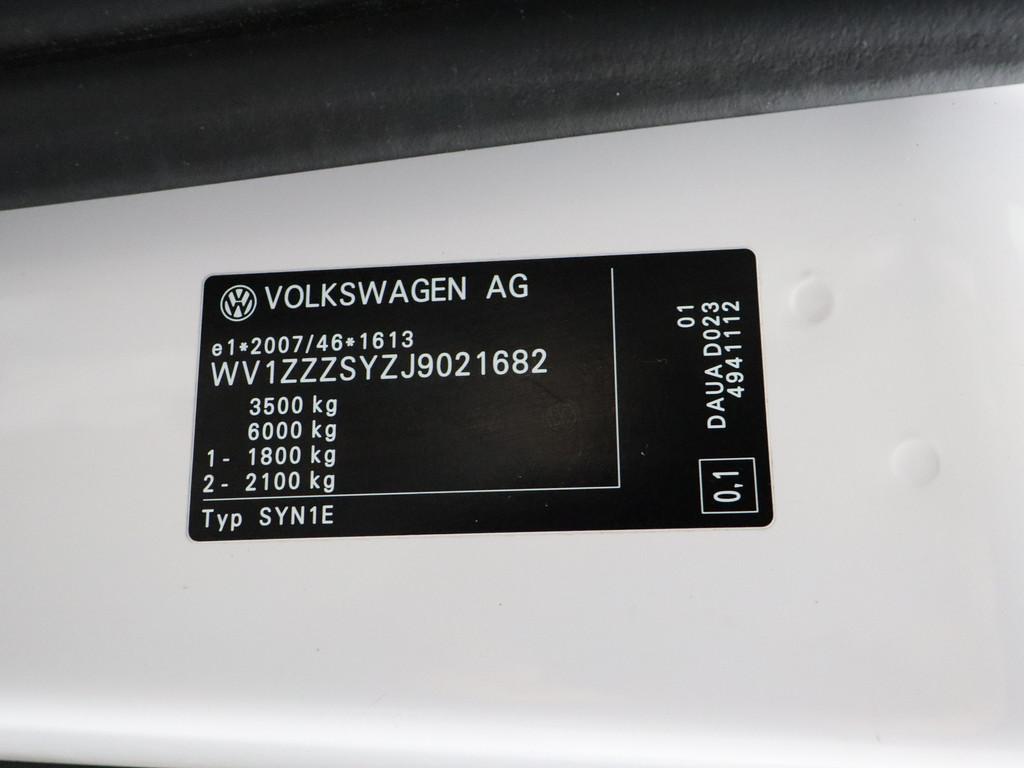 VOLKSWAGEN AG
e1*2007/46*1613
WV1ZZZSYZJ9021682
3500 kg
6000 kg
1- 1800 kg
2- 2100 kg
Typ SYN1E
01
DAUA D023
4941112
0,1